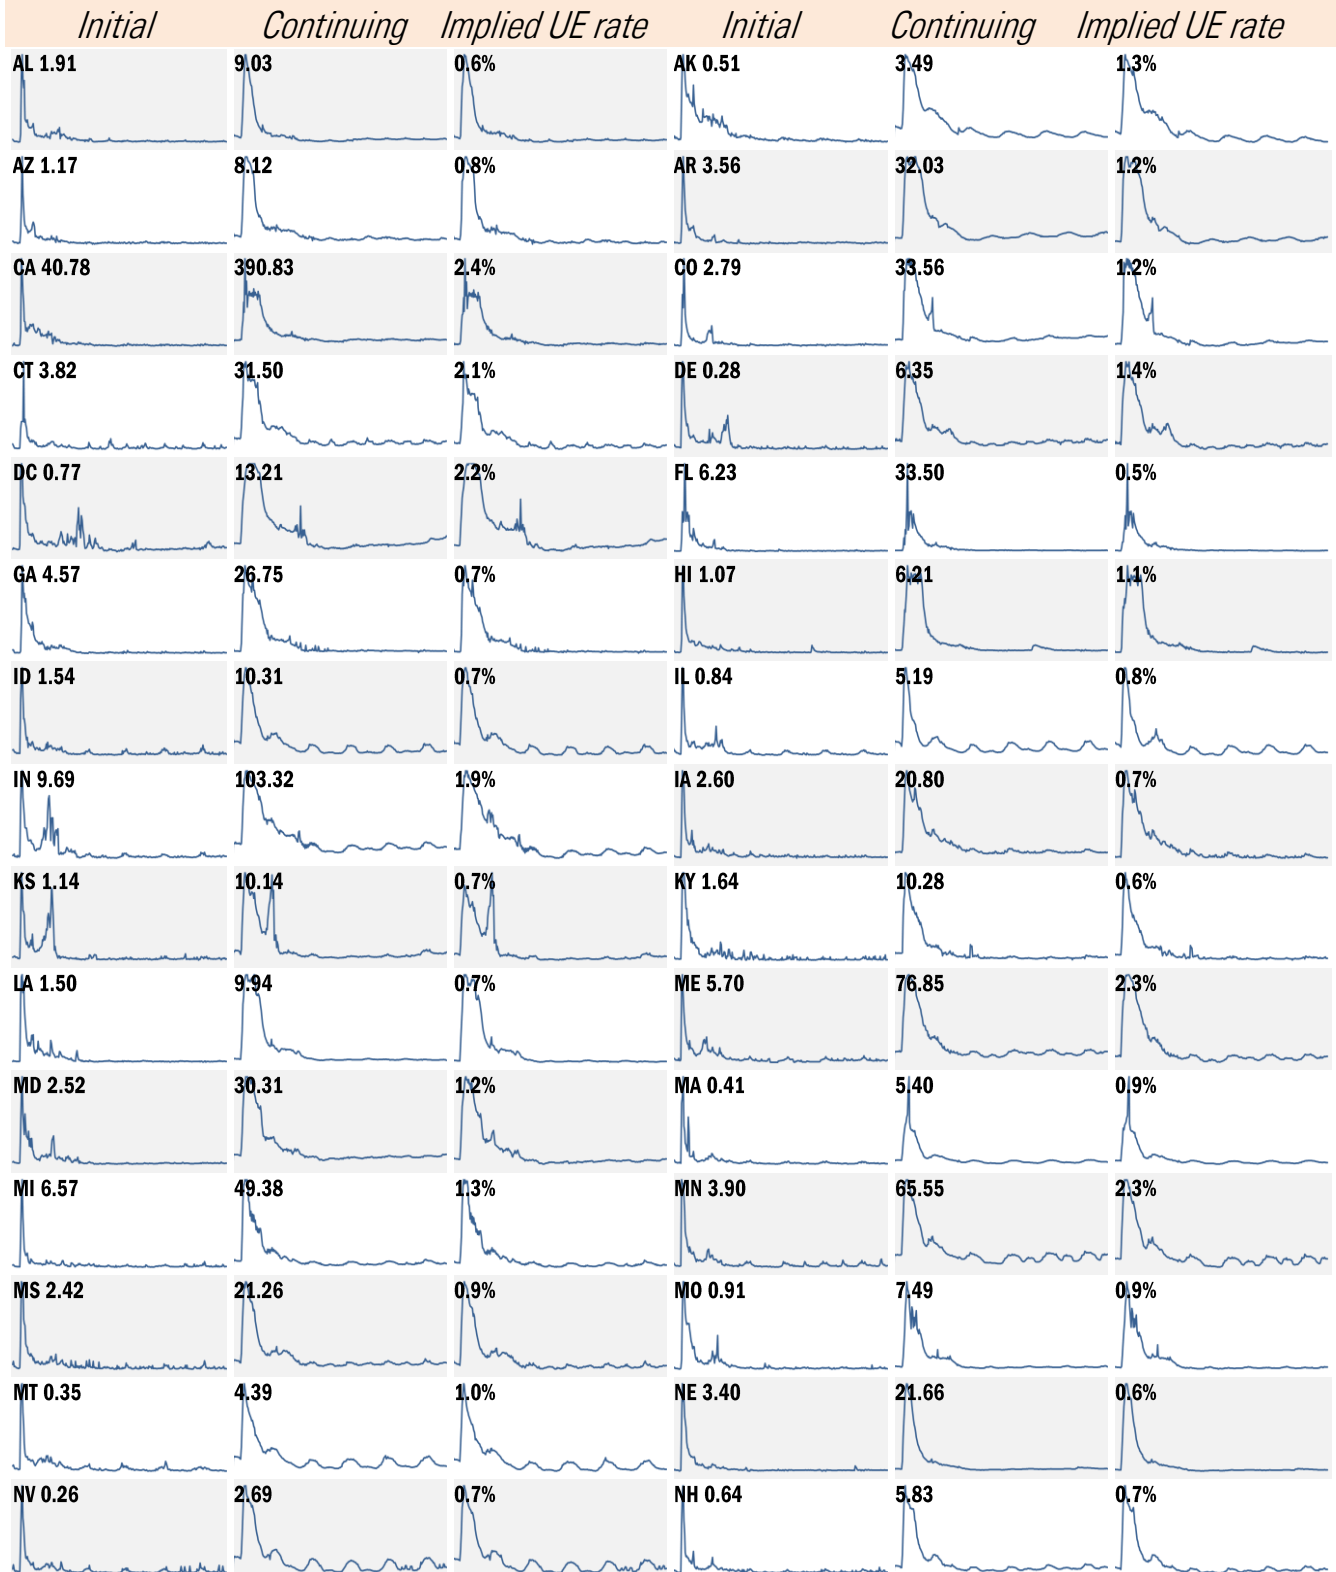 Initial Continuing Implied UE rate Initial Continuing Implied UE rate
AL 1.91 9.03 0.6% AK 0.51 3.49 1.3%
AZ 1.17 8.12 0.8% AR 3.56 32.03 1.2%
CA 40.78 390.83 2.4% CO 2.79 33.56 1.2%
CT 3.82 31.50 2.1% DE 0.28 6.35 1.4%
DC 0.77 13.21 2.2% FL 6.23 33.50 0.5%
GA 4.57 26.75 0.7% HI 1.07 6.21 1.1%
ID 1.54 10.31 0.7% IL 0.84 5.19 0.8%
IN 9.69 103.32 1.9% IA 2.60 20.80 0.7%
KS 1.14 10.14 0.7% KY 1.64 10.28 0.6%
LA 1.50 9.94 0.7% ME 5.70 76.85 2.3%
MD 2.52 30.31 1.2% MA 0.41 5.40 0.9%
MI 6.57 49.38 1.3% MN 3.90 65.55 2.3%
MS 2.42 21.26 0.9% MO 0.91 7.49 0.9%
MT 0.35 4.39 1.0% NE 3.40 21.66 0.6%
NV 0.26 2.69 0.7% NH 0.64 5.83 0.7%